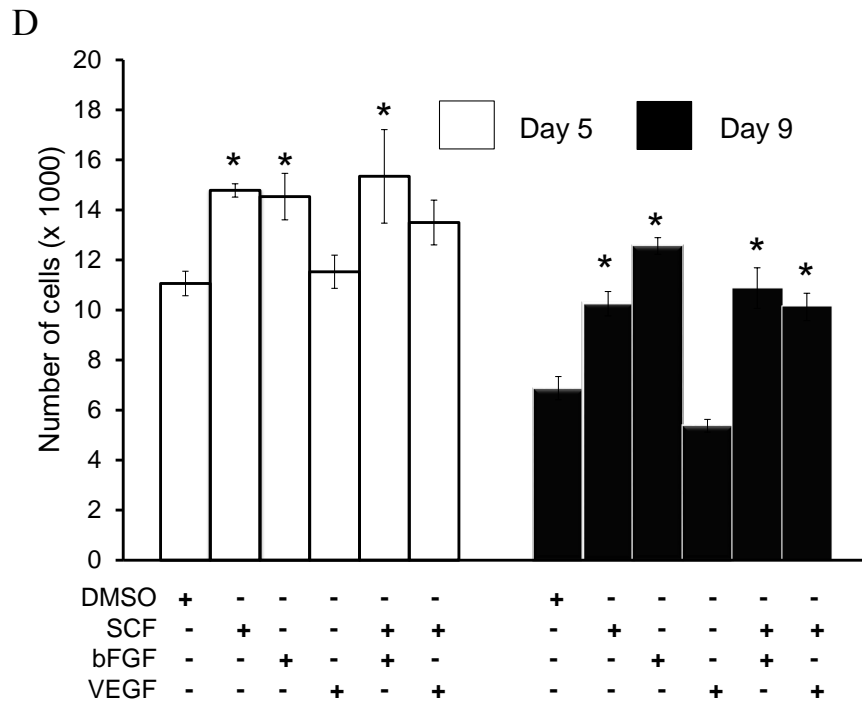 D
Number of cells (x 1000)
20
18
16
14
12
10
8
6
4
2
0
Day 5 Day 9
* * *
* * * *
DMSO + - - - - - + - - - - -
SCF - + - - + + - + - - + +
bFGF - - + - + - - - + - + -
VEGF - - - + - + - - - + - +